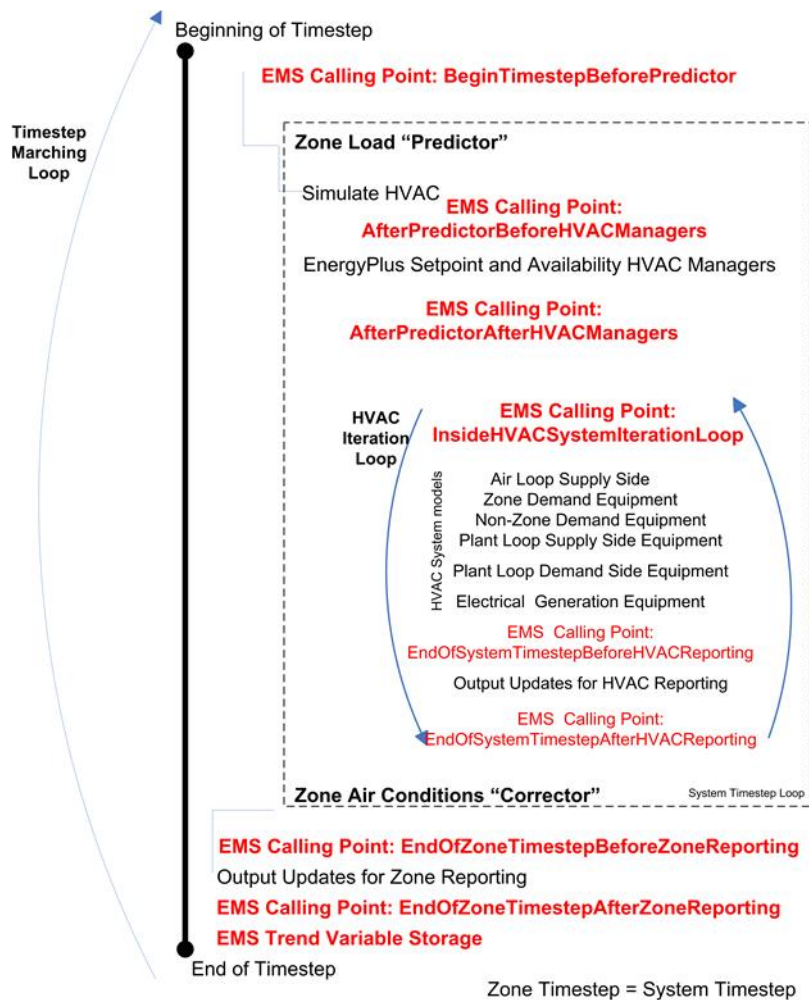 Beginning of Timestep
EMS Calling Point: BeginTimestepBeforePredictor
Timestep
Marching
Loop
Zone Load “Predictor”
Simulate HVAC
EMS Calling Point:
AfterPredictorBeforeHVACManagers
EnergyPlus Setpoint and Availability HVAC Managers
EMS Calling Point:
AfterPredictorAfterHVACManagers
HVAC
Iteration
Loop
EMS Calling Point:
InsideHVACSystemIterationLoop
HVAC System models
Air Loop Supply Side
Zone Demand Equipment
Non-Zone Demand Equipment
Plant Loop Supply Side Equipment
Plant Loop Demand Side Equipment
Electrical Generation Equipment
EMS Calling Point:
EndOfSystemTimestepBeforeHVACReporting
Output Updates for HVAC Reporting
EMS Calling Point:
EndOfSystemTimestepAfterHVACReporting
Zone Air Conditions “Corrector”
System Timestep Loop
EMS Calling Point: EndOfZoneTimestepBeforeZoneReporting
Output Updates for Zone Reporting
EMS Calling Point: EndOfZoneTimestepAfterZoneReporting
EMS Trend Variable Storage
End of Timestep
Zone Timestep = System Timestep